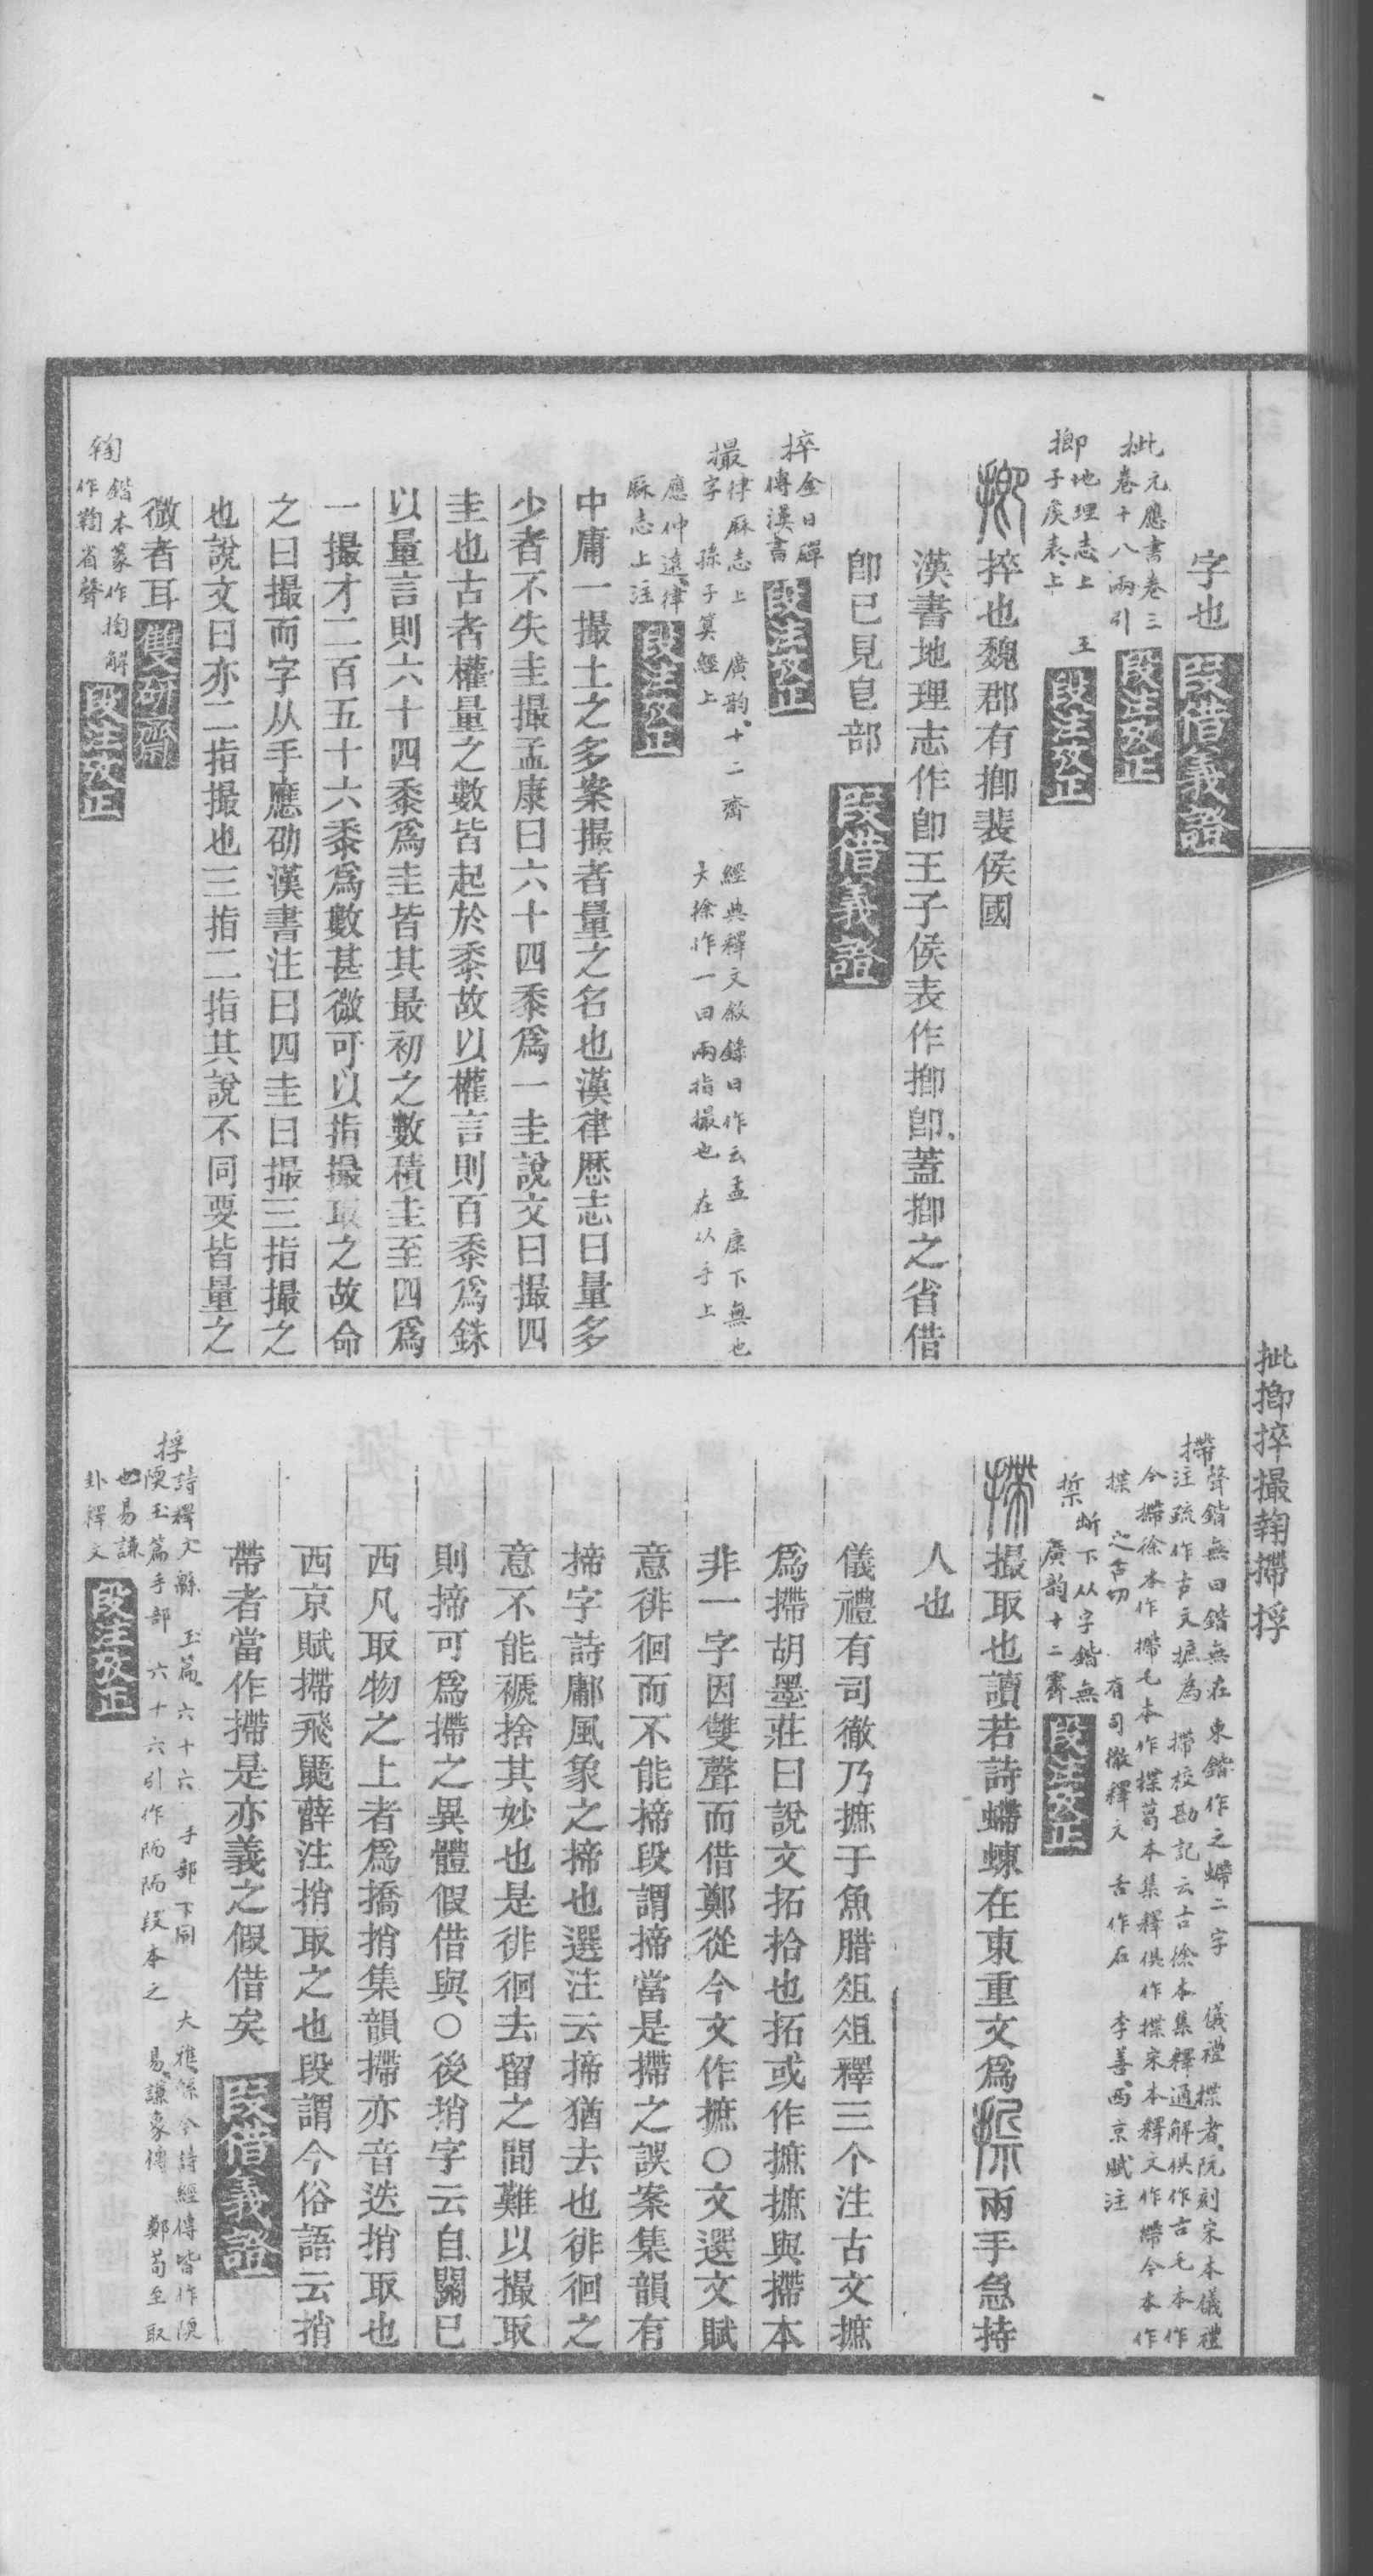 字也 段借義證
批 元應書卷三
卷十八兩引 段注攷正
揤 地理志上 王
子矦表上 段注攷正
揤 捽也魏郡有揤裴侯國
漢書地理志作卽王子侯表作揤卽蓋揤之省借
卽已見皀部 段借義證
捽 金日磾
傳漢書 段注攷正
撮 律厤志上 廣韵十二齊 經典釋文敘錄日作云孟 康下無也
字 孫子算經上 大徐作一曰兩指撮也 在从手上
應仲遠律
厤志上注 段注攷正
中庸一撮土之多案撮者量之名也漢律歷志曰量多
少者不失圭撮孟康曰六十四黍爲一圭說文曰撮四
圭也古者權量之數皆起於黍故以權言則百黍爲銖
以量言則六十四黍爲圭皆其最初之數積圭至四爲
一撮才二百五十六黍爲數甚微可以指撮取之故命
之曰撮而字从手應劭漢書注曰四圭曰撮三指撮之
也說文曰亦二指撮也三指二指其說不同要皆量之
微者耳 雙硏齋
鞫 鍇本篆作掬解
作鞫省聲 段注攷正
批揤捽撮鞫摕捊
摕 聲鍇無曰鍇無在 東鍇作之蝃二字 儀禮揲者阮刻宋本儀禮
注疏作古文摭為 摕校勘記云古徐本集釋通解俱作古毛本作
今摕徐本作摕毛本作揲葛本集釋俱作揲宋本釋文作摕今本作
揲 之舌切 有司徹釋文 舌作石 李善西京賦注
㨖 斯下从字鍇無
廣韵十二霽 段注攷正
摕 撮取也讀若詩螮蝀在東重文爲㨖兩手急持
人也
儀禮有司徹乃摭于魚腊俎俎釋三个注古文摭
爲摕胡墨莊曰說文拓拾也拓或作摭摭與摕本
非一字因雙聲而借鄭從今文作摭○文選文賦
意徘徊而不能揥段謂揥當是摕之誤案集韻有
揥字詩鄘風象之揥也選注云揥猶去也徘徊之
意不能褫捨其妙也是徘徊去留之間難以撮取
則揥可爲摕之異體假借與○後捎字云自關已
西凡取物之上者爲撟捎集韻摕亦音迭捎取也
西京賦摕飛鼯薛注捎取之也段謂今俗語云捎
帶者當作摕是亦義之假借矣 段借義證
捊 詩釋文緜 玉篇六十六 手部下同 大雅緜今詩經傳皆作陾
陾玉篇手部 六十六引作陑陑段本之 易謙象傳 鄭荀至取
也易謙
卦釋文 段注攷正